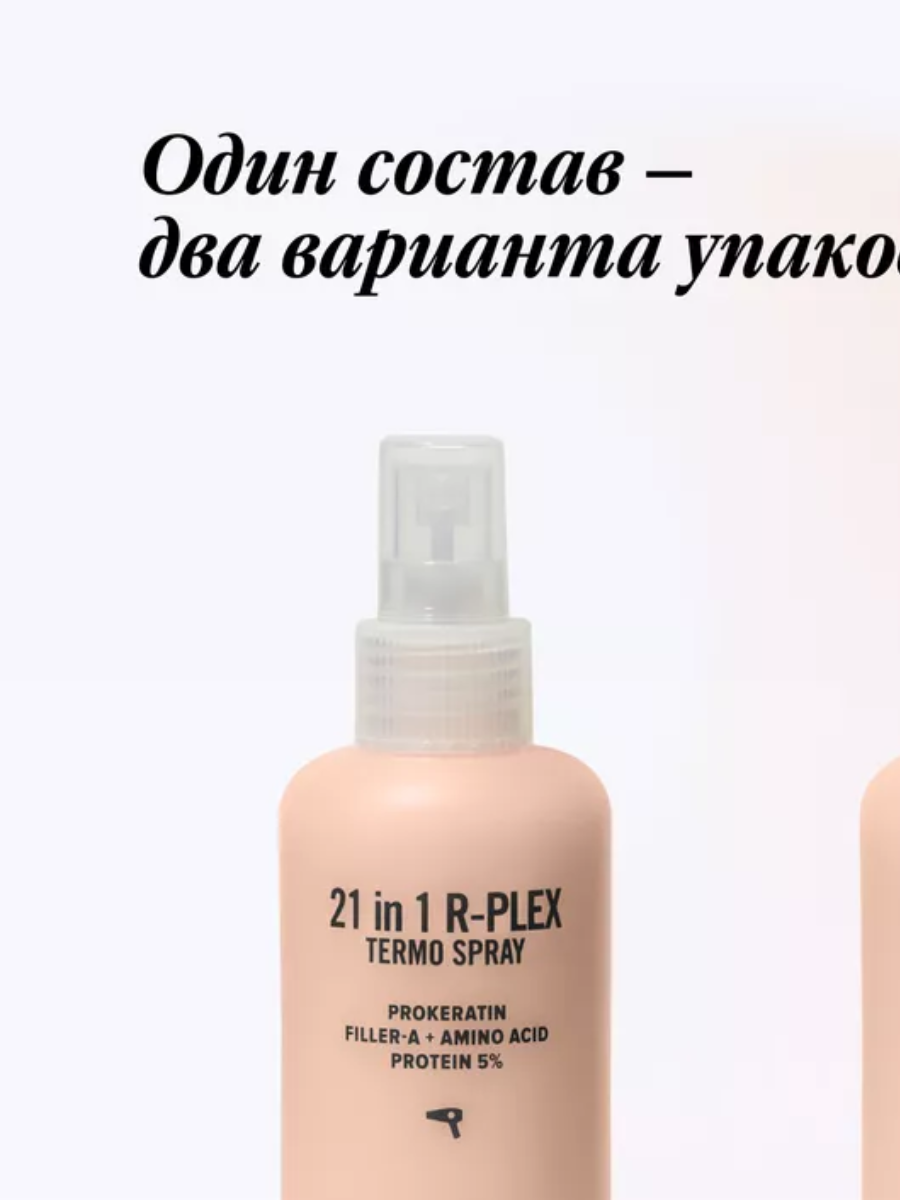 Один состав –
два варианта
21 in 1 R-PLEX
TERMO SPRAY
PROKERATIN
FILLER-A + AMINO ACID
PROTEIN 5%